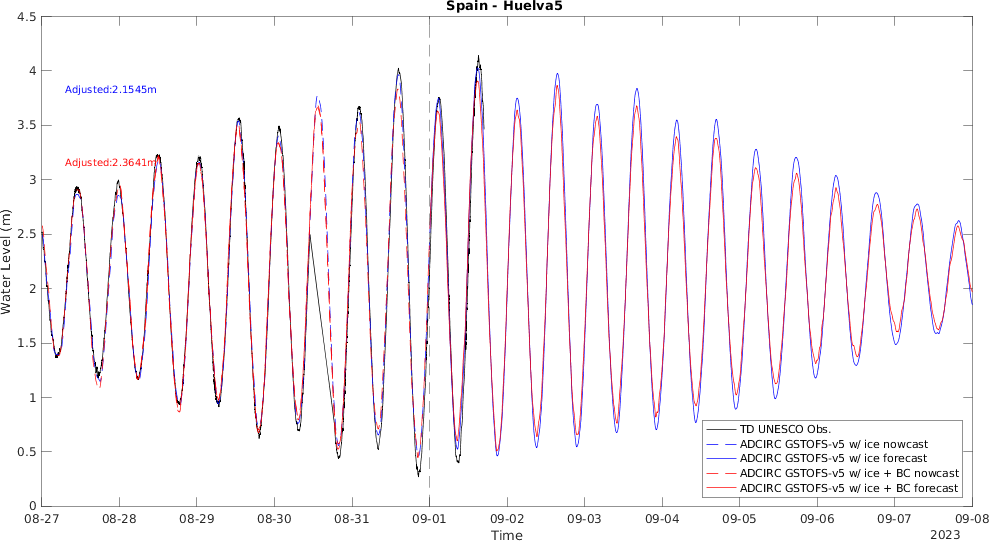 Spain - Huelva5
4.5
4
3.5
3
2.5
2
1.5
1
0.5
0
Water Level (m)
Adjusted:2.1545m
Adjusted:2.3641m
TD UNESCO Obs.
ADCIRC GSTOFS-v5 w/ ice nowcast
ADCIRC GSTOFS-v5 w/ ice forecast
ADCIRC GSTOFS-v5 w/ ice + BC nowcast
ADCIRC GSTOFS-v5 w/ ice + BC forecast
08-27 08-28 08-29 08-30 08-31 09-01 09-02 09-03 09-04 09-05 09-06 09-07 09-08
Time
2023